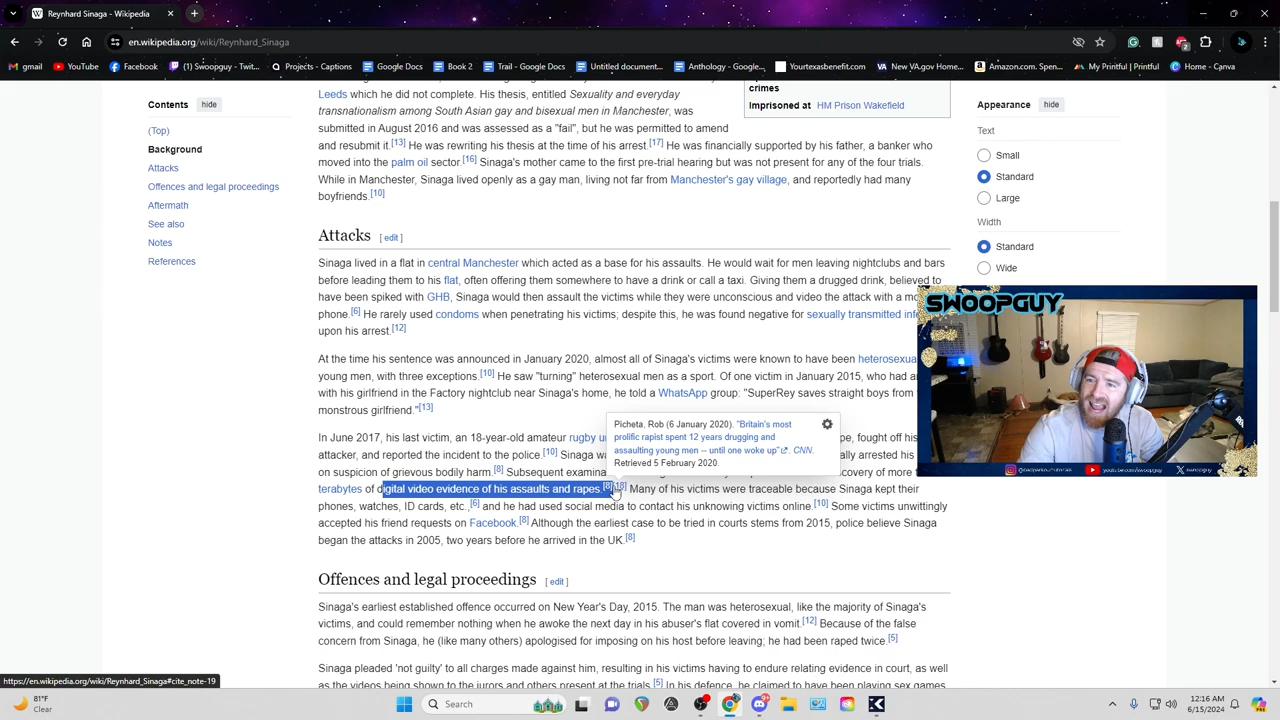 Reynhard Sinaga - Wikipedia
en.wikipedia.org/wiki/Reynhard_Sinaga
gmail
YouTube
Facebook
(1) Swoopguy - Twit...
Projects - Captions
Google Docs
Book 2
Trail - Google Docs
Untitled document...
Anthology - Google...
Yourtexasbenefit.com
New VA.gov Home...
Amazon.com. Spen...
My Printful | Printful
Home - Canva
Contents hide
(Top)
Background
Attacks
Offences and legal proceedings
Aftermath
See also
Notes
References
crimes
Imprisoned at HM Prison Wakefield
Leeds which he did not complete. His thesis, entitled Sexuality and everyday
transnationalism among South Asian gay and bisexual men in Manchester, was
submitted in August 2016 and was assessed as a "fail", but he was permitted to amend
and resubmit it.[13] He was rewriting his thesis at the time of his arrest.[17] He was financially supported by his father, a banker who
moved into the palm oil sector.[16] Sinaga's mother came to the first pre-trial hearing but was not present for any of the four trials.
While in Manchester, Sinaga lived openly as a gay man, living not far from Manchester's gay village, and reportedly had many
boyfriends.[10]
Attacks [ edit ]
Sinaga lived in a flat in central Manchester which acted as a base for his assaults. He would wait for men leaving nightclubs and bars
before leading them to his flat, often offering them somewhere to have a drink or call a taxi. Giving them a drugged drink, believed to
have been spiked with GHB, Sinaga would then assault the victims while they were unconscious and video the attack with a mo
phone.[6] He rarely used condoms when penetrating his victims; despite this, he was found negative for sexually transmitted inf
upon his arrest.[12]
At the time his sentence was announced in January 2020, almost all of Sinaga's victims were known to have been heterosexua
young men, with three exceptions.[10] He saw "turning" heterosexual men as a sport. Of one victim in January 2015, who had a
with his girlfriend in the Factory nightclub near Sinaga's home, he told a WhatsApp group: "SuperRey saves straight boys from
monstrous girlfriend."[13]
In June 2017, his last victim, an 18-year-old amateur rugby u pe, fought off his
attacker, and reported the incident to the police.[10] Sinaga wa ally arrested his
on suspicion of grievous bodily harm.[8] Subsequent examina covery of more t
terabytes of digital video evidence of his assaults and rapes.[8][18] Many of his victims were traceable because Sinaga kept their
phones, watches, ID cards, etc.,[6] and he had used social media to contact his unknowing victims online.[10] Some victims unwittingly
accepted his friend requests on Facebook.[8] Although the earliest case to be tried in courts stems from 2015, police believe Sinaga
began the attacks in 2005, two years before he arrived in the UK.[8]
Picheta, Rob (6 January 2020). "Britain's most
prolific rapist spent 12 years drugging and
assaulting young men -- until one woke up". CNN.
Retrieved 5 February 2020.
Offences and legal proceedings [ edit ]
Sinaga's earliest established offence occurred on New Year's Day, 2015. The man was heterosexual, like the majority of Sinaga's
victims, and could remember nothing when he awoke the next day in his abuser's flat covered in vomit.[12] Because of the false
concern from Sinaga, he (like many others) apologised for imposing on his host before leaving; he had been raped twice.[5]
Sinaga pleaded 'not guilty' to all charges made against him, resulting in his victims having to endure relating evidence in court, as well
as the videos being shown to the jurors and others present at the trials.[5] In his defence, he claimed to have been playing sex games
Appearance hide
Text
Small
Standard
Large
Width
Standard
Wide
SWOOPGUY
youtube.com/swoopguy
swoopguy
https://en.wikipedia.org/wiki/Reynhard_Sinaga#cite_note-19
81°F
Clear
Search
12:16 AM
6/15/2024